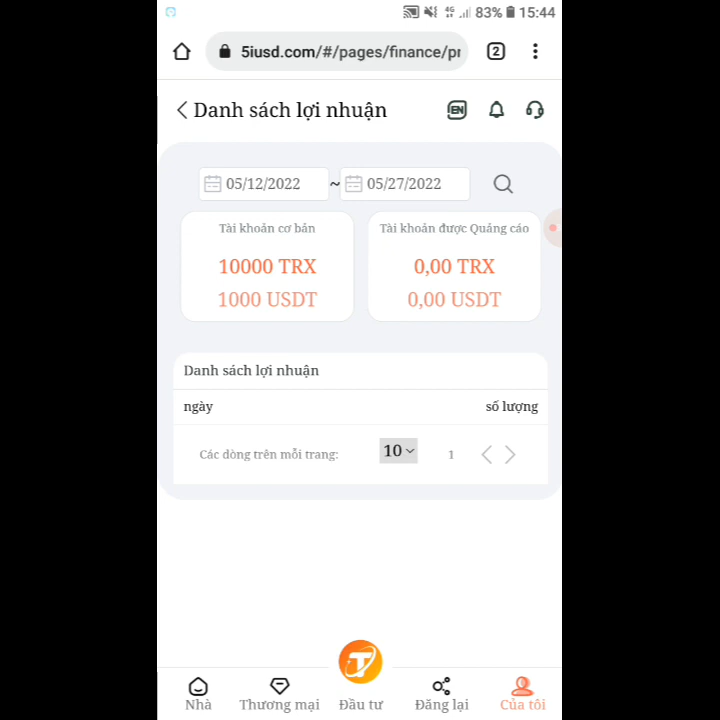 4G 83% 15:44
5iusd.com/#/pages/finance/pr 2
Danh sách lợi nhuận EN
05/12/2022 ~ 05/27/2022
Tài khoản cơ bản Tài khoản được Quảng cáo
10000 TRX 0,00 TRX
1000 USDT 0,00 USDT
Danh sách lợi nhuận
ngày số lượng
Các dòng trên mỗi trang: 10 1
Nhà Thương mại Đầu tư Đăng lại Của tôi